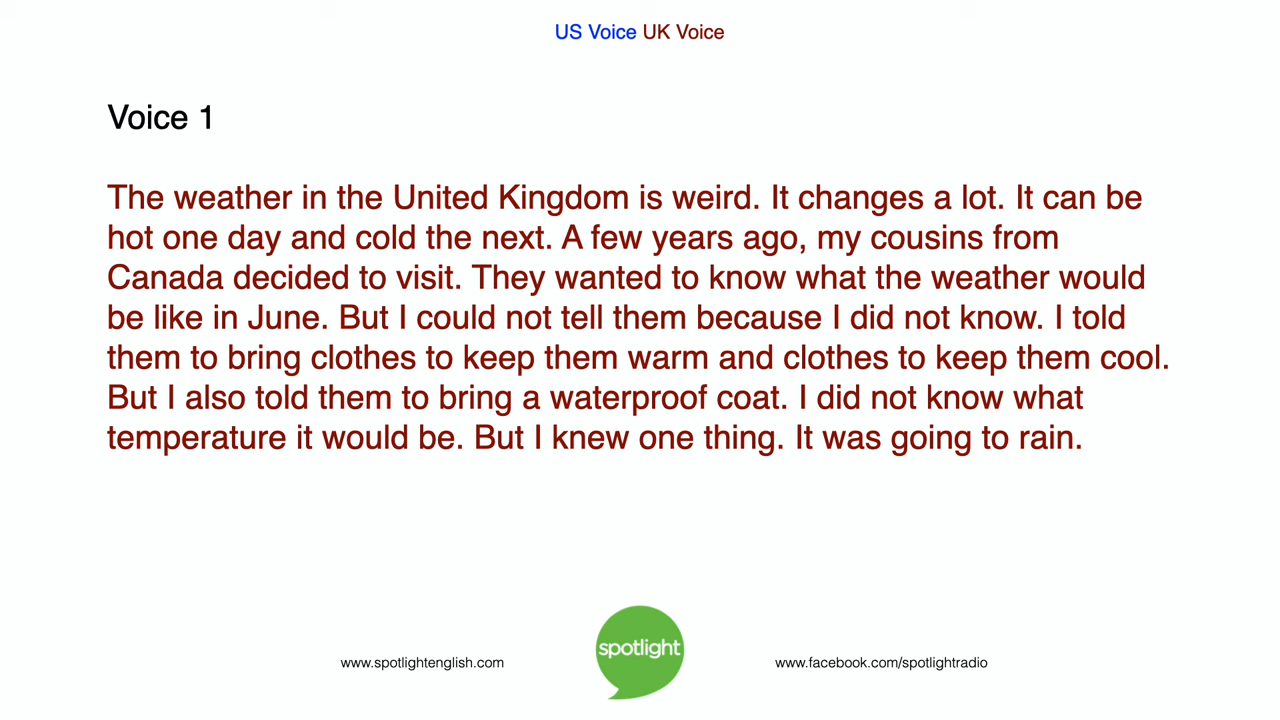 US Voice UK Voice
Voice 1
The weather in the United Kingdom is weird. It changes a lot. It can be
hot one day and cold the next. A few years ago, my cousins from
Canada decided to visit. They wanted to know what the weather would
be like in June. But I could not tell them because I did not know. I told
them to bring clothes to keep them warm and clothes to keep them cool.
But I also told them to bring a waterproof coat. I did not know what
temperature it would be. But I knew one thing. It was going to rain.
spotlight
www.spotlightenglish.com
www.facebook.com/spotlightradio